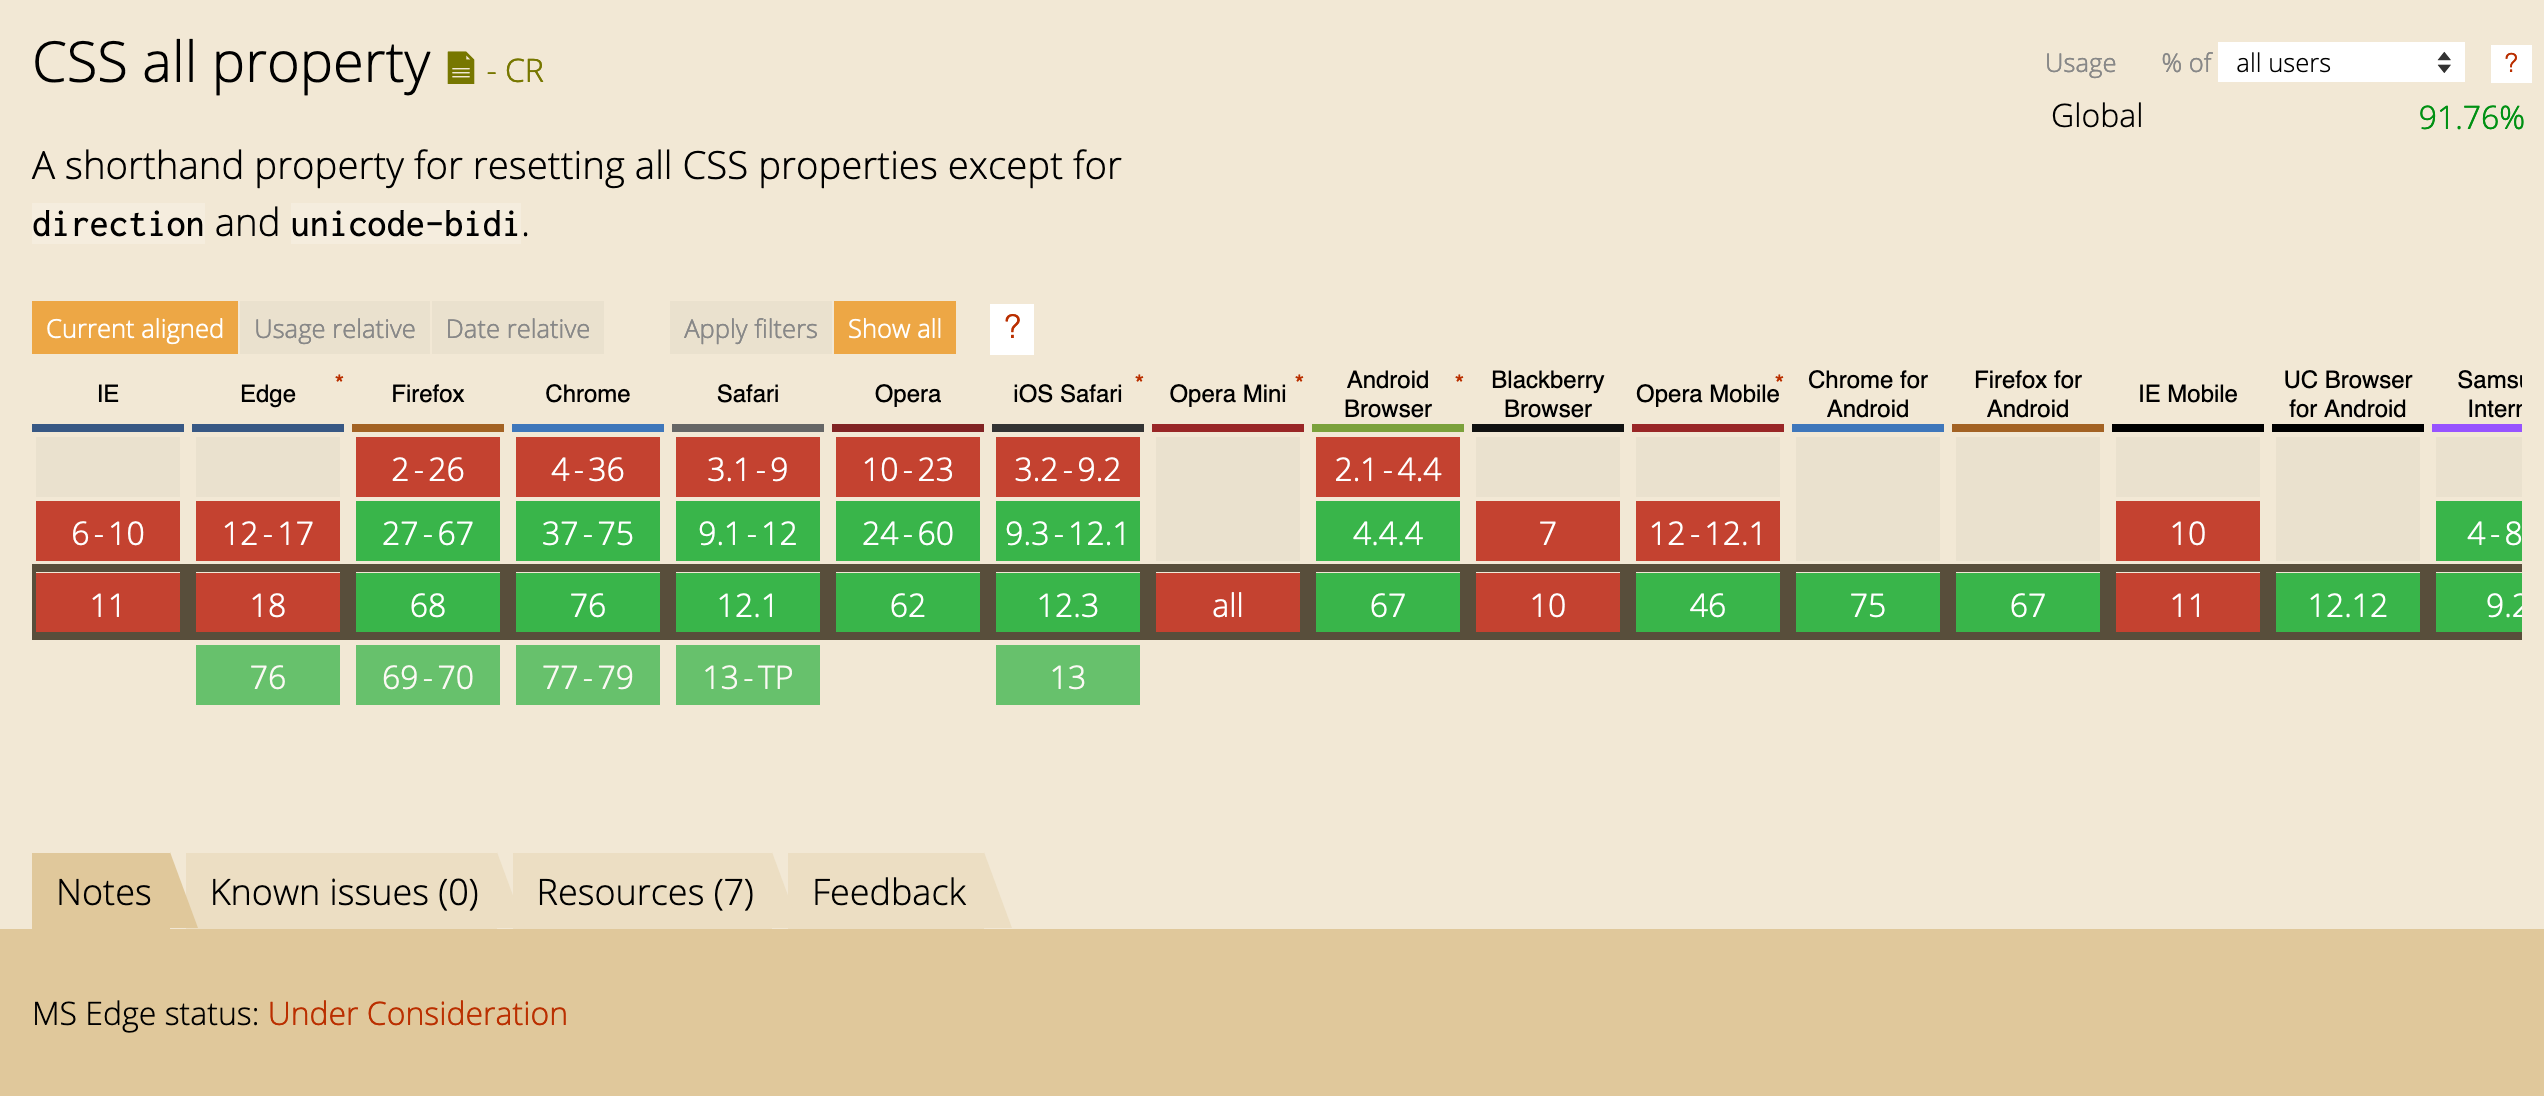 CSS all property - CR
Usage % of all users ?
Global 91.76%
A shorthand property for resetting all CSS properties except for
direction and unicode-bidi.
Current aligned Usage relative Date relative Apply filters Show all ?
IE Edge * Firefox Chrome Safari Opera iOS Safari * Opera Mini * Android Browser * Blackberry Browser Opera Mobile * Chrome for Android Firefox for Android IE Mobile UC Browser for Android
2-26 4-36 3.1-9 10-23 3.2-9.2 2.1-4.4
6-10 12-17 27-67 37-75 9.1-12 24-60 9.3-12.1 4.4.4 7 12-12.1 10 4-8
11 18 68 76 12.1 62 12.3 all 67 10 46 75 67 11 12.12 9.2
76 69-70 77-79 13-TP 13
Notes Known issues (0) Resources (7) Feedback
MS Edge status: Under Consideration